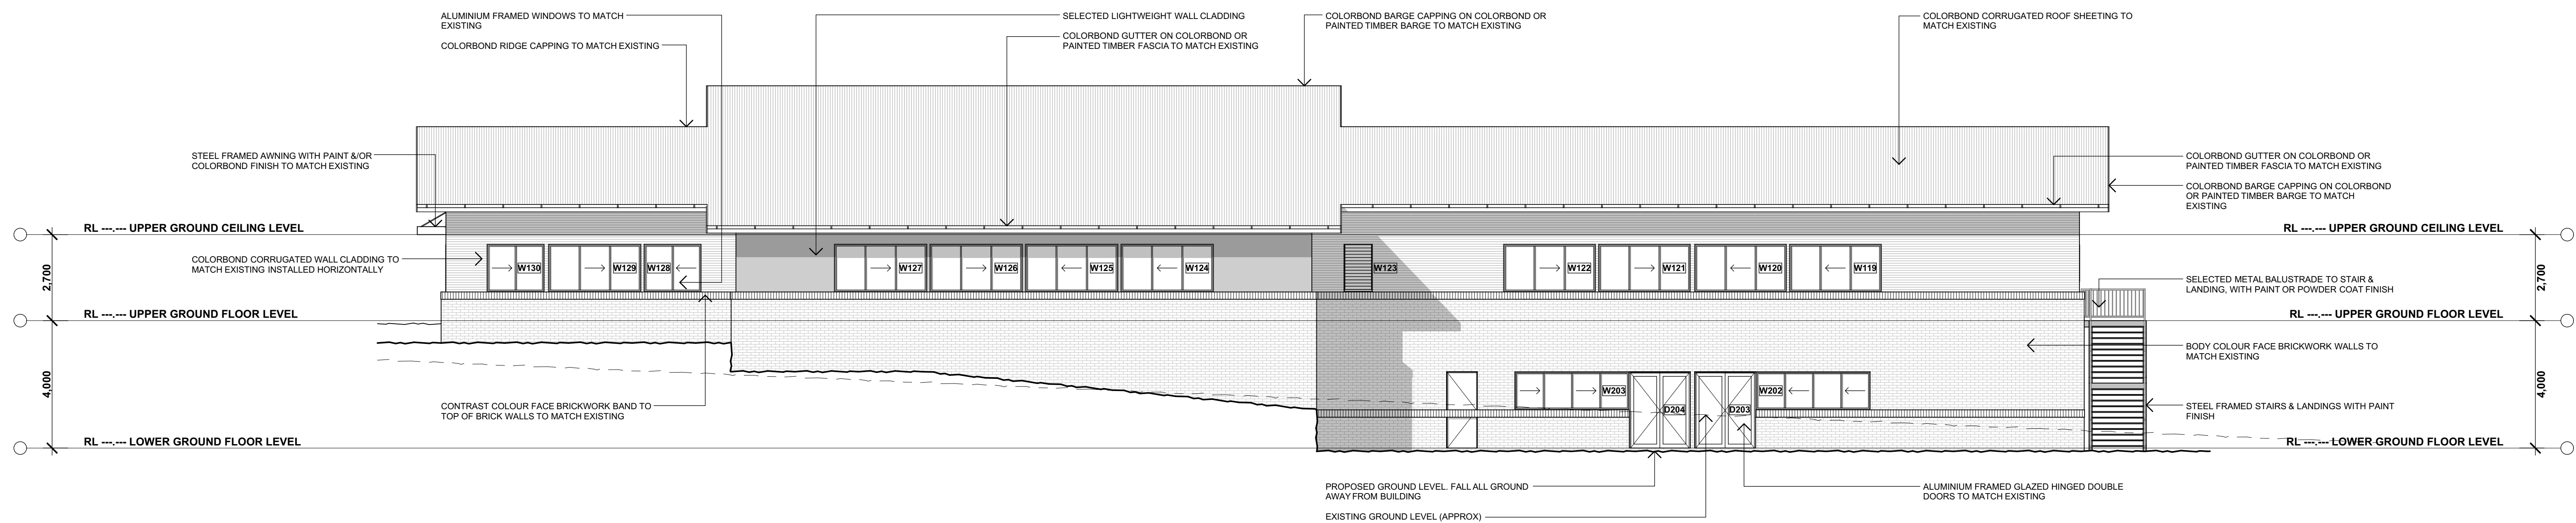 ALUMINIUM FRAMED WINDOWS TO MATCH
EXISTING
COLORBOND RIDGE CAPPING TO MATCH EXISTING
SELECTED LIGHTWEIGHT WALL CLADDING
COLORBOND GUTTER ON COLORBOND OR
PAINTED TIMBER FASCIA TO MATCH EXISTING
COLORBOND BARGE CAPPING ON COLORBOND OR
PAINTED TIMBER BARGE TO MATCH EXISTING
COLORBOND CORRUGATED ROOF SHEETING TO
MATCH EXISTING
STEEL FRAMED AWNING WITH PAINT &/OR
COLORBOND FINISH TO MATCH EXISTING
COLORBOND GUTTER ON COLORBOND OR
PAINTED TIMBER FASCIA TO MATCH EXISTING
COLORBOND BARGE CAPPING ON COLORBOND
OR PAINTED TIMBER BARGE TO MATCH
EXISTING
RL ---.--- UPPER GROUND CEILING LEVEL
RL ---.--- UPPER GROUND CEILING LEVEL
COLORBOND CORRUGATED WALL CLADDING TO
MATCH EXISTING INSTALLED HORIZONTALLY
W130
W129
W128
W127
W126
W125
W124
W123
W122
W121
W120
W119
2,700
2,700
SELECTED METAL BALUSTRADE TO STAIR &
LANDING, WITH PAINT OR POWDER COAT FINISH
RL ---.--- UPPER GROUND FLOOR LEVEL
RL ---.--- UPPER GROUND FLOOR LEVEL
BODY COLOUR FACE BRICKWORK WALLS TO
MATCH EXISTING
4,000
4,000
W203
D204
D203
W202
CONTRAST COLOUR FACE BRICKWORK BAND TO
TOP OF BRICK WALLS TO MATCH EXISTING
STEEL FRAMED STAIRS & LANDINGS WITH PAINT
FINISH
RL ---.--- LOWER GROUND FLOOR LEVEL
RL ---.--- LOWER GROUND FLOOR LEVEL
PROPOSED GROUND LEVEL. FALL ALL GROUND
AWAY FROM BUILDING
EXISTING GROUND LEVEL (APPROX)
ALUMINIUM FRAMED GLAZED HINGED DOUBLE
DOORS TO MATCH EXISTING